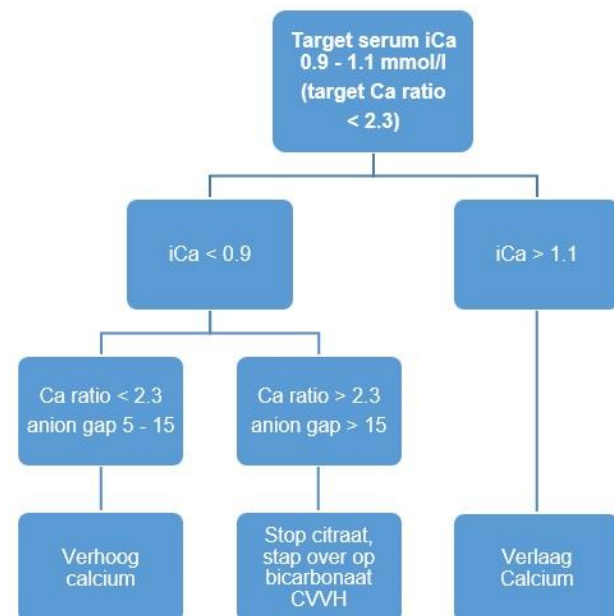 Target serum iCa
0.9 - 1.1 mmol/l
(target Ca ratio
< 2.3)
iCa < 0.9
iCa > 1.1
Ca ratio < 2.3
anion gap 5 - 15
Ca ratio > 2.3
anion gap > 15
Verhoog
calcium
Stop citraat,
stap over op
bicarbonaat
CVVH
Verlaag
Calcium